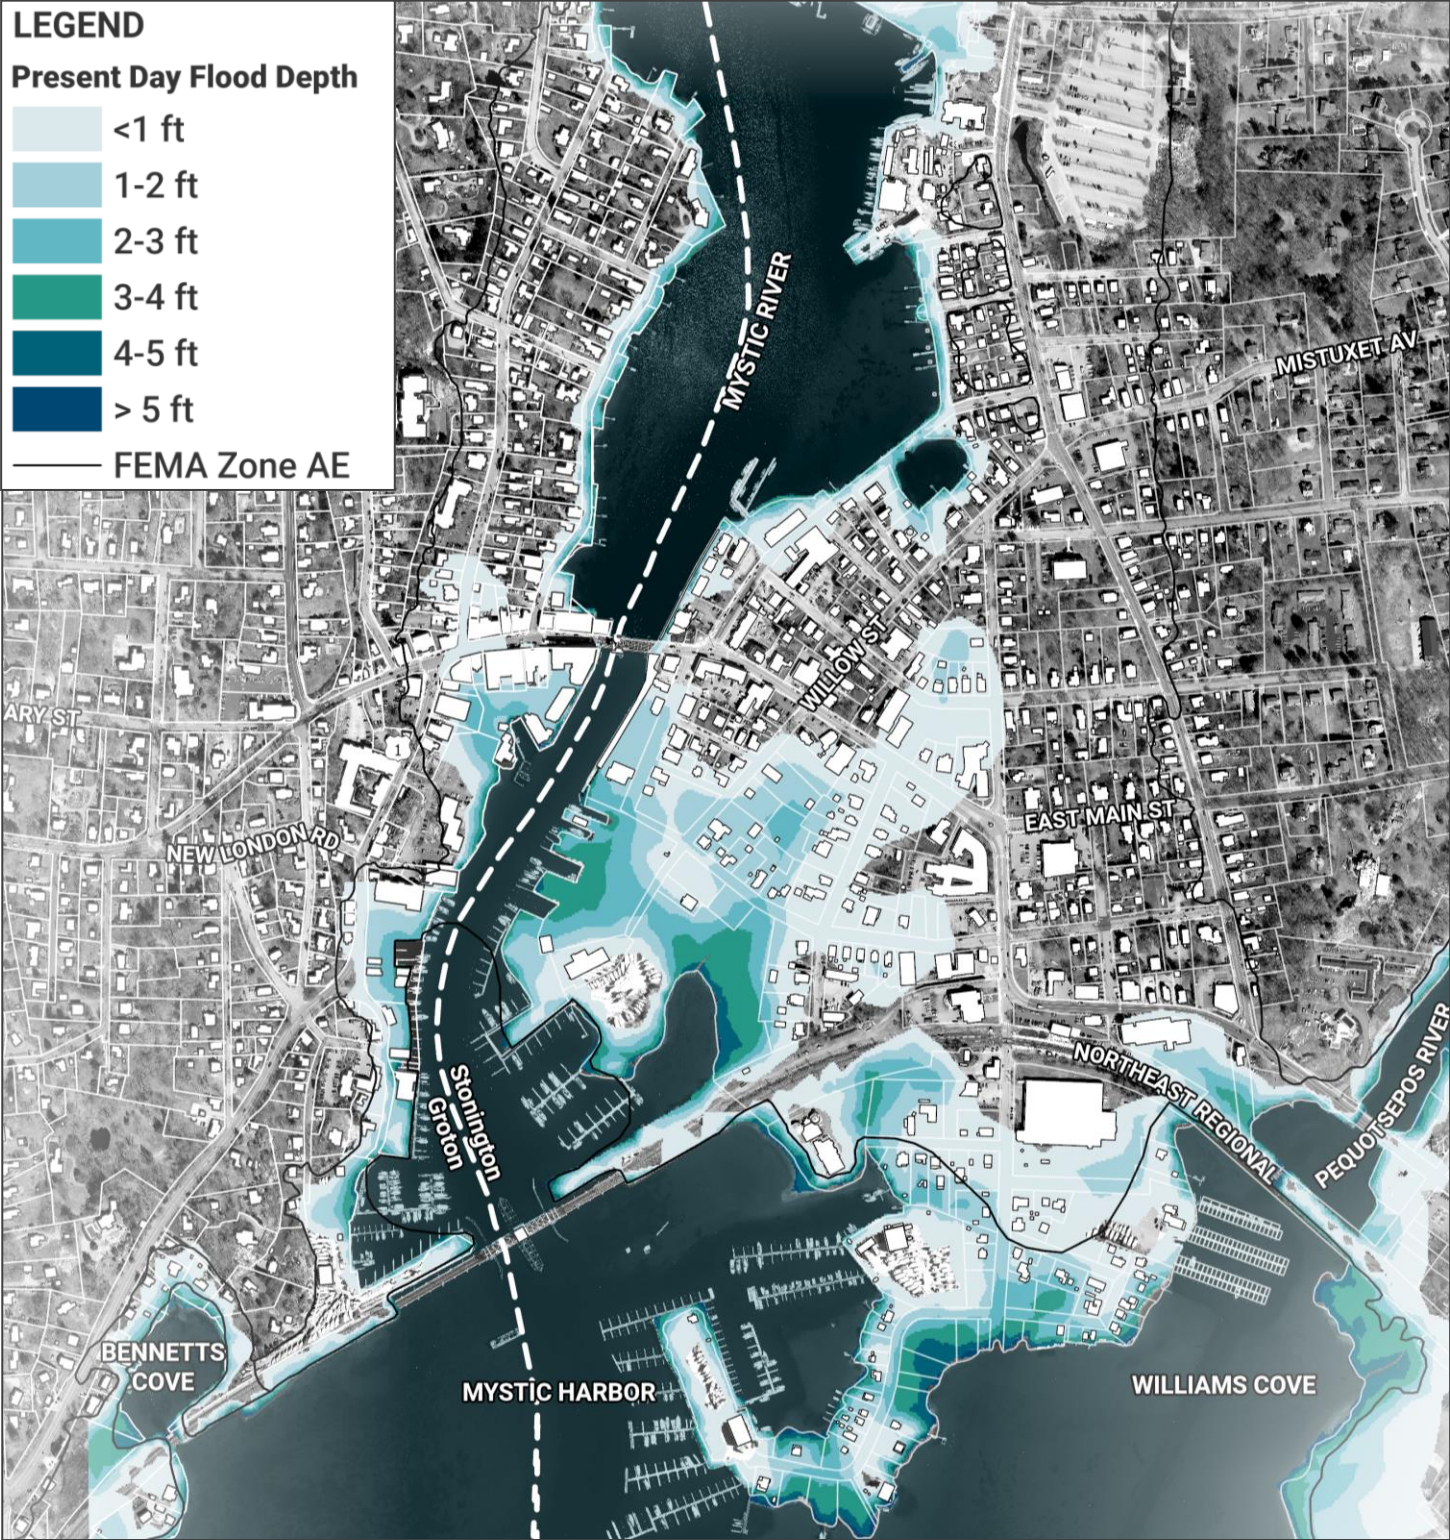 LEGEND
Present Day Flood Depth
<1 ft
1-2 ft
2-3 ft
3-4 ft
4-5 ft
> 5 ft
FEMA Zone AE
MYSTIC RIVER
MISTUXET AV
WILLOW ST
ARY ST
1
NEW LONDON RD
EAST MAIN ST
Stonington
Groton
NORTHEAST REGIONAL
PEQUOTSEPOS RIVER
BENNETTS
COVE
MYSTIC HARBOR
WILLIAMS COVE